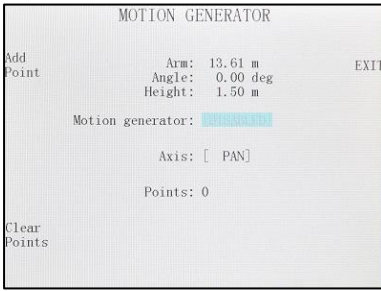 MOTION GENERATOR
Add
Point
Arm: 13.61 m
EXIT
Angle: 0.00 deg
Height: 1.50 m
Motion generator: [DISABLED]
Axis: [ PAN]
Points: 0
Clear
Points